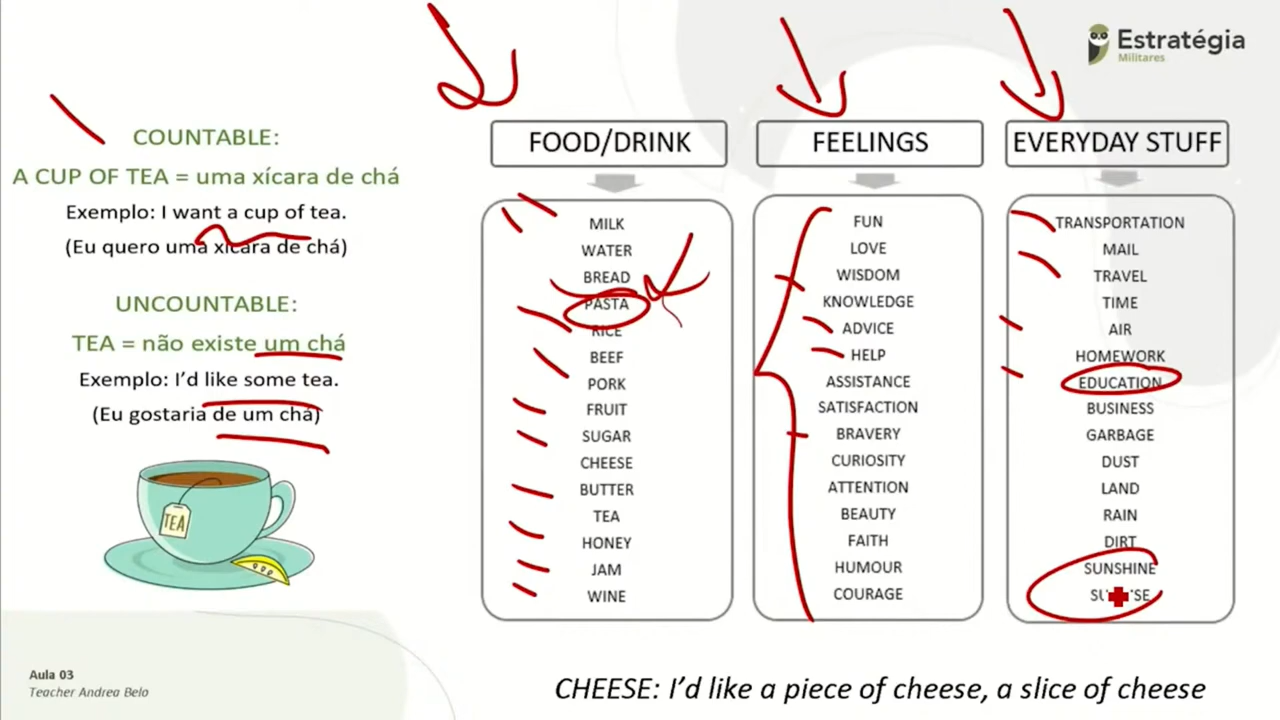 Estratégia
Militares
COUNTABLE:
A CUP OF TEA = uma xícara de chá
Exemplo: I want a cup of tea.
(Eu quero uma xícara de chá)
UNCOUNTABLE:
TEA = não existe um chá
Exemplo: I'd like some tea.
(Eu gostaria de um chá)
TEA
FOOD/DRINK
MILK
WATER
BREAD
PASTA
RICE
BEEF
PORK
FRUIT
SUGAR
CHEESE
BUTTER
TEA
HONEY
JAM
WINE
FEELINGS
FUN
LOVE
WISDOM
KNOWLEDGE
ADVICE
HELP
ASSISTANCE
SATISFACTION
BRAVERY
CURIOSITY
ATTENTION
BEAUTY
FAITH
HUMOUR
COURAGE
EVERYDAY STUFF
TRANSPORTATION
MAIL
TRAVEL
TIME
AIR
HOMEWORK
EDUCATION
BUSINESS
GARBAGE
DUST
LAND
RAIN
DIRT
SUNSHINE
Aula 03
Teacher Andrea Belo
CHEESE: I'd like a piece of cheese, a slice of cheese